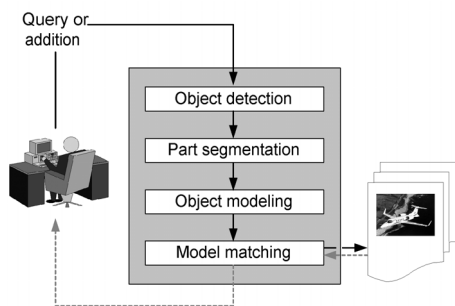 Query or
addition
Object detection
Part segmentation
Object modeling
Model matching